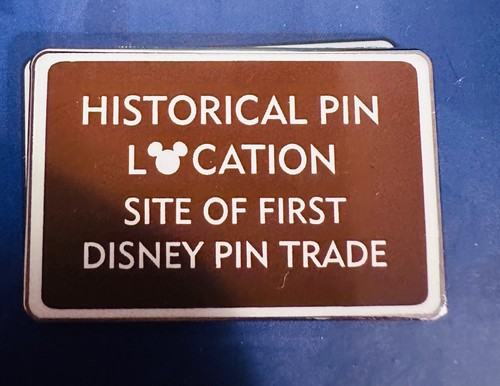 HISTORICAL PIN
LOCATION
SITE OF FIRST
DISNEY PIN TRADE